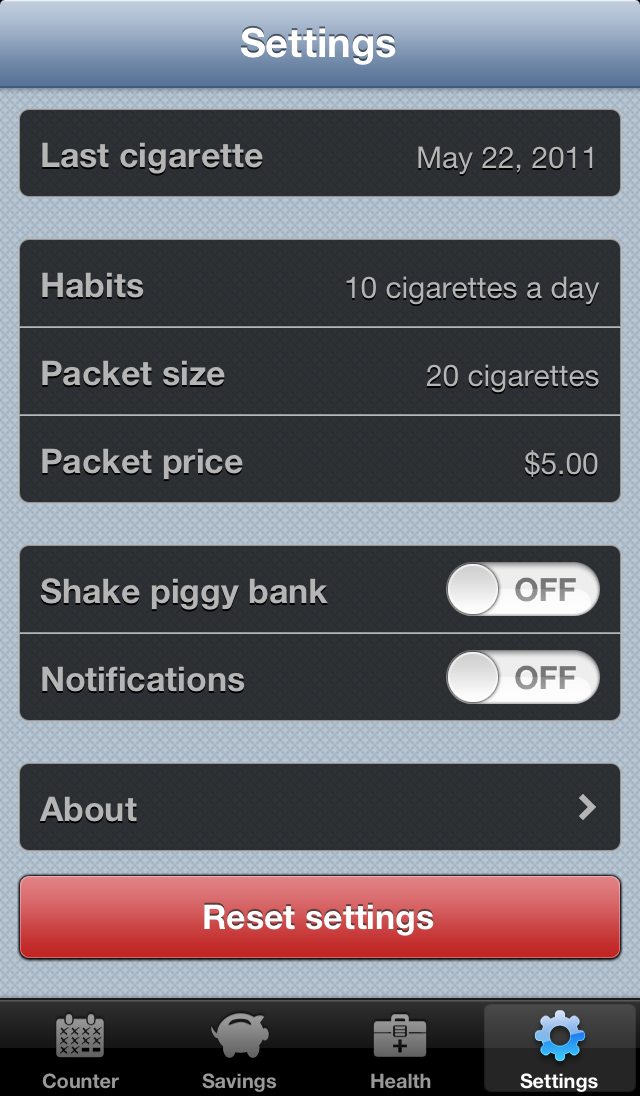 Settings
Last cigarette May 22, 2011
Habits 10 cigarettes a day
Packet size 20 cigarettes
Packet price $5.00
Shake piggy bank OFF
Notifications OFF
About
Reset settings
Counter Savings Health Settings